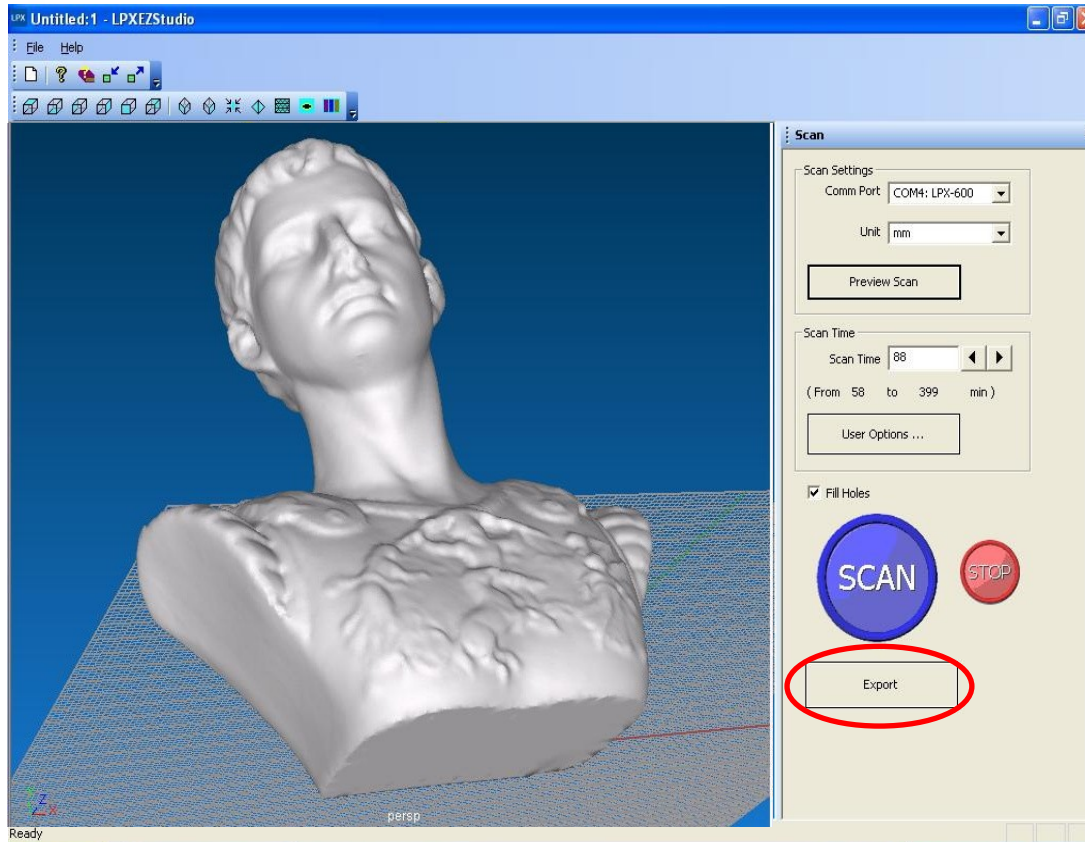 LPX Untitled:1 - LPXEZStudio
File Help
Scan
Scan Settings
Comm Port COM4: LPX-600
Unit mm
Preview Scan
Scan Time
Scan Time 88
( From 58 to 399 min )
User Options ...
Fill Holes
SCAN STOP
Export
Z
X
persp
Ready